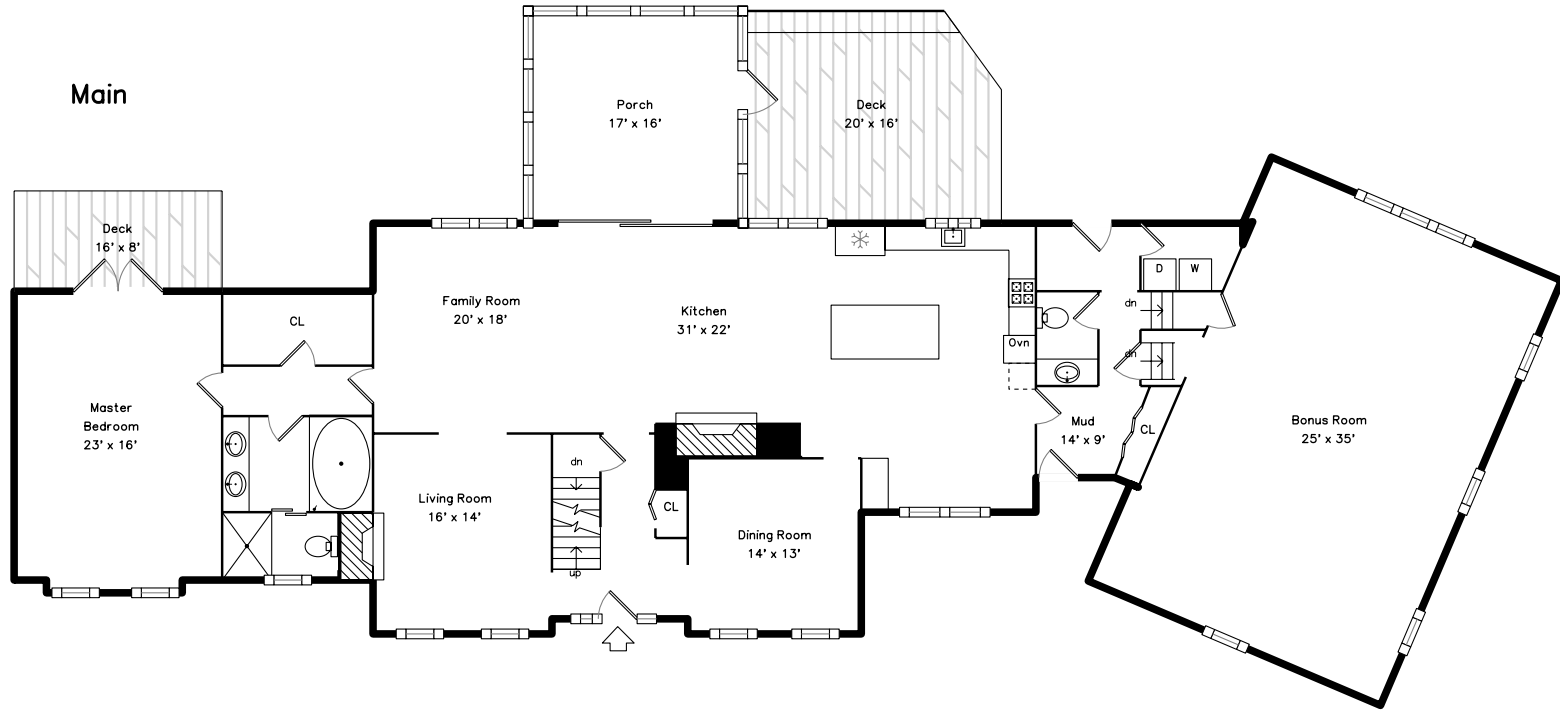 Main
Porch
17' x 16'
Deck
20' x 16'
Deck
16' x 8'
Family Room
20' x 18'
Kitchen
31' x 22'
CL
D
W
dn
Ovn
dn
Master
Bedroom
23' x 16'
Mud
14' x 9'
CL
Bonus Room
25' x 35'
dn
Living Room
16' x 14'
CL
Dining Room
14' x 13'
up